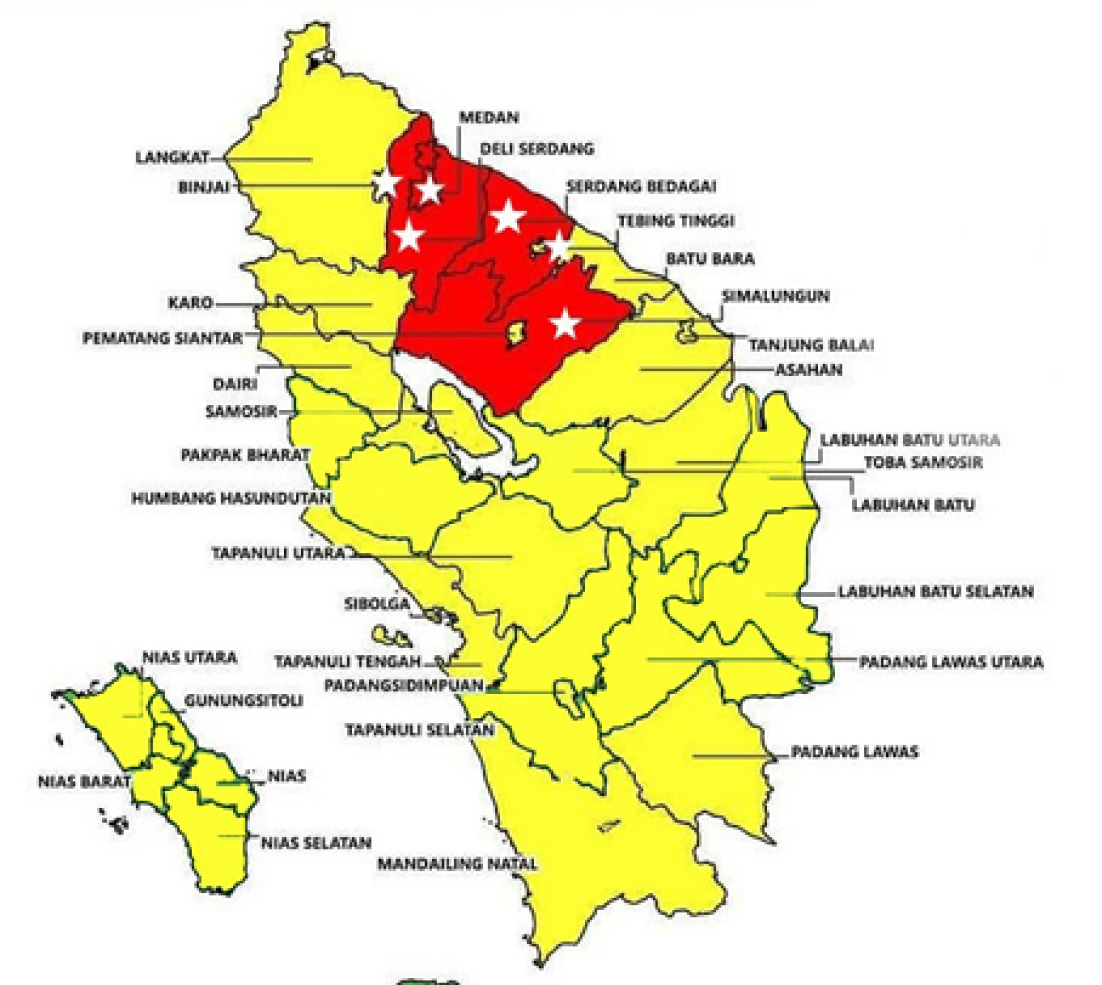 MEDAN
DELI SERDANG
LANGKAT
BINJAI
SERDANG BEDAGAI
TEBING TINGGI
BATU BARA
SIMALUNGUN
KARO
PEMATANG SIANTAR
TANJUNG BALAI
ASAHAN
DAIRI
SAMOSIR
LABUHAN BATU UTARA
PAKPAK BHARAT
TOBA SAMOSIR
HUMBANG HASUNDUTAN
LABUHAN BATU
TAPANULI UTARA
LABUHAN BATU SELATAN
SIBOLGA
NIAS UTARA
TAPANULI TENGAH
PADANG LAWAS UTARA
PADANGSIDIMPUAN
GUNUNGSITOLI
TAPANULI SELATAN
PADANG LAWAS
NIAS BARAT
NIAS
NIAS SELATAN
MANDAILING NATAL